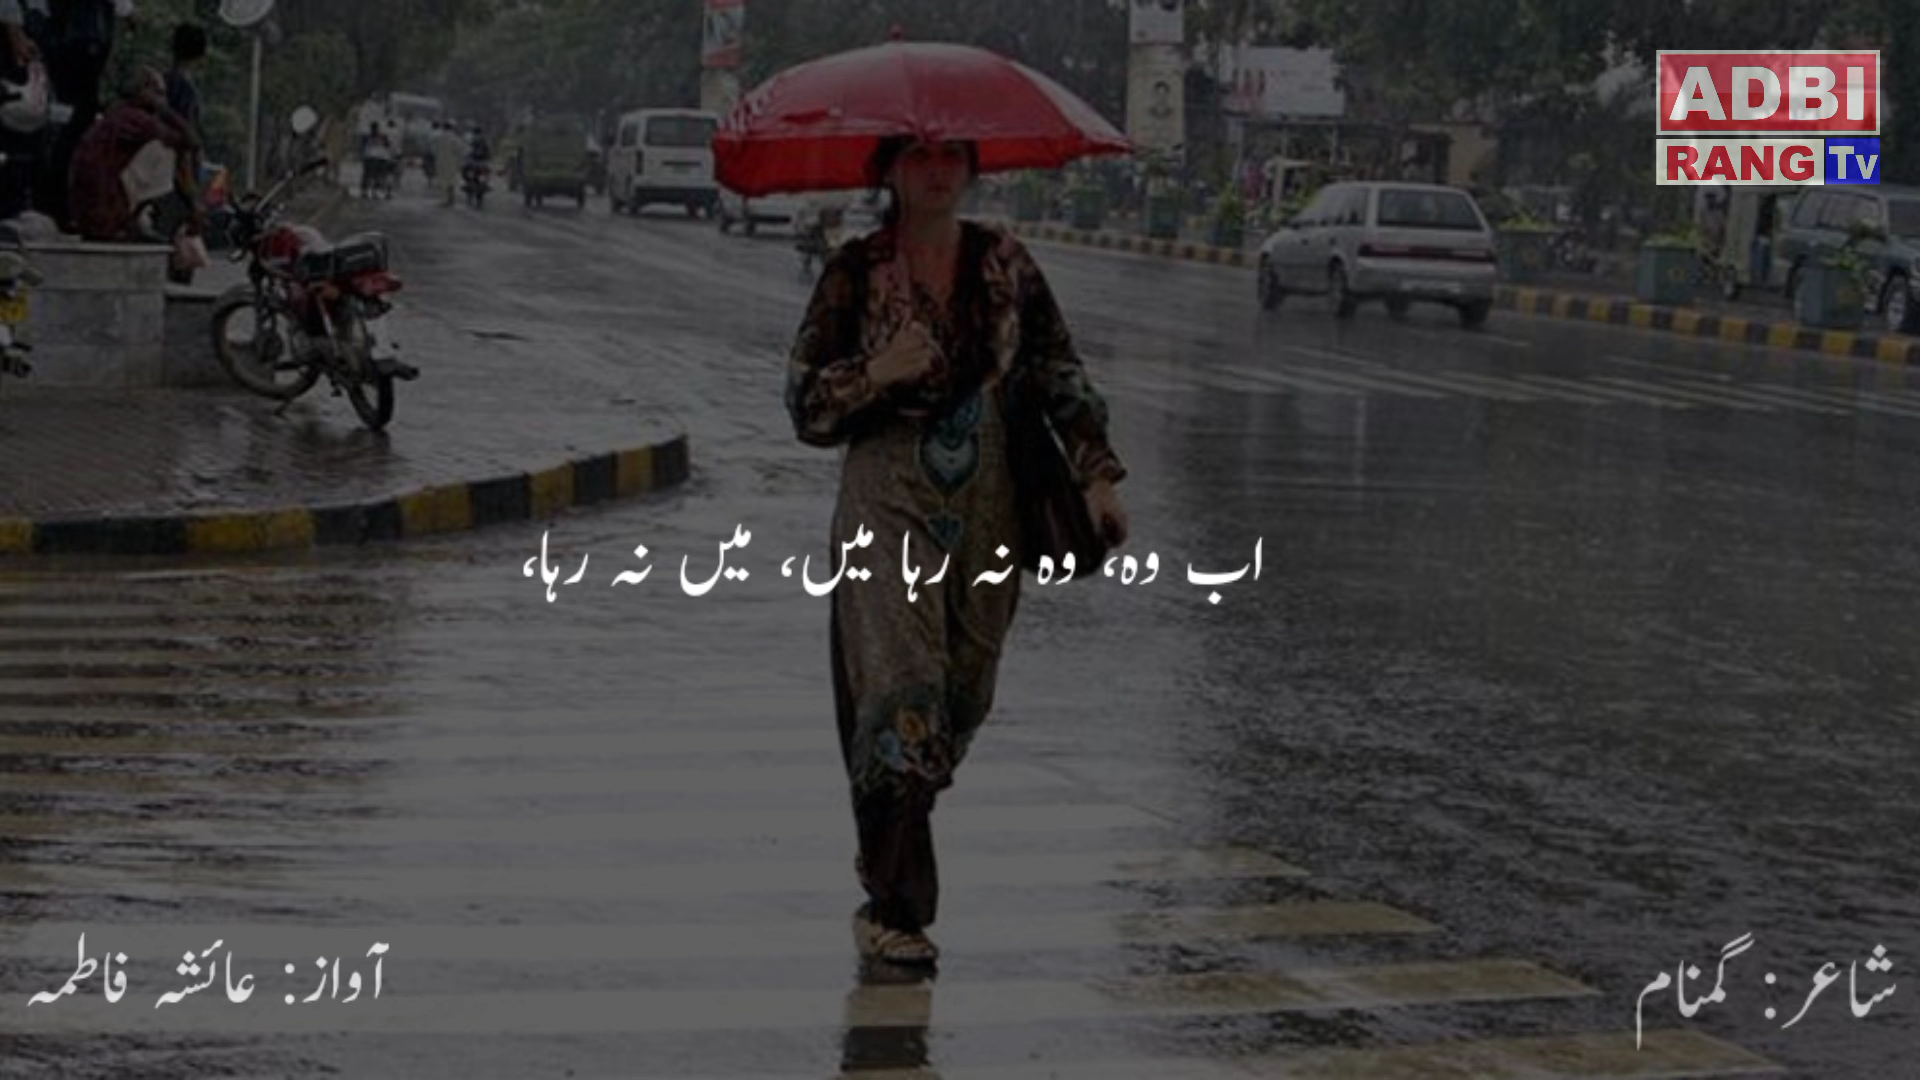 ADBI
RANG Tv
اب وہ، وہ نہ رہا میں، میں نہ رہا،
شاعر: گمنام
آواز: عائشہ فاطمہ